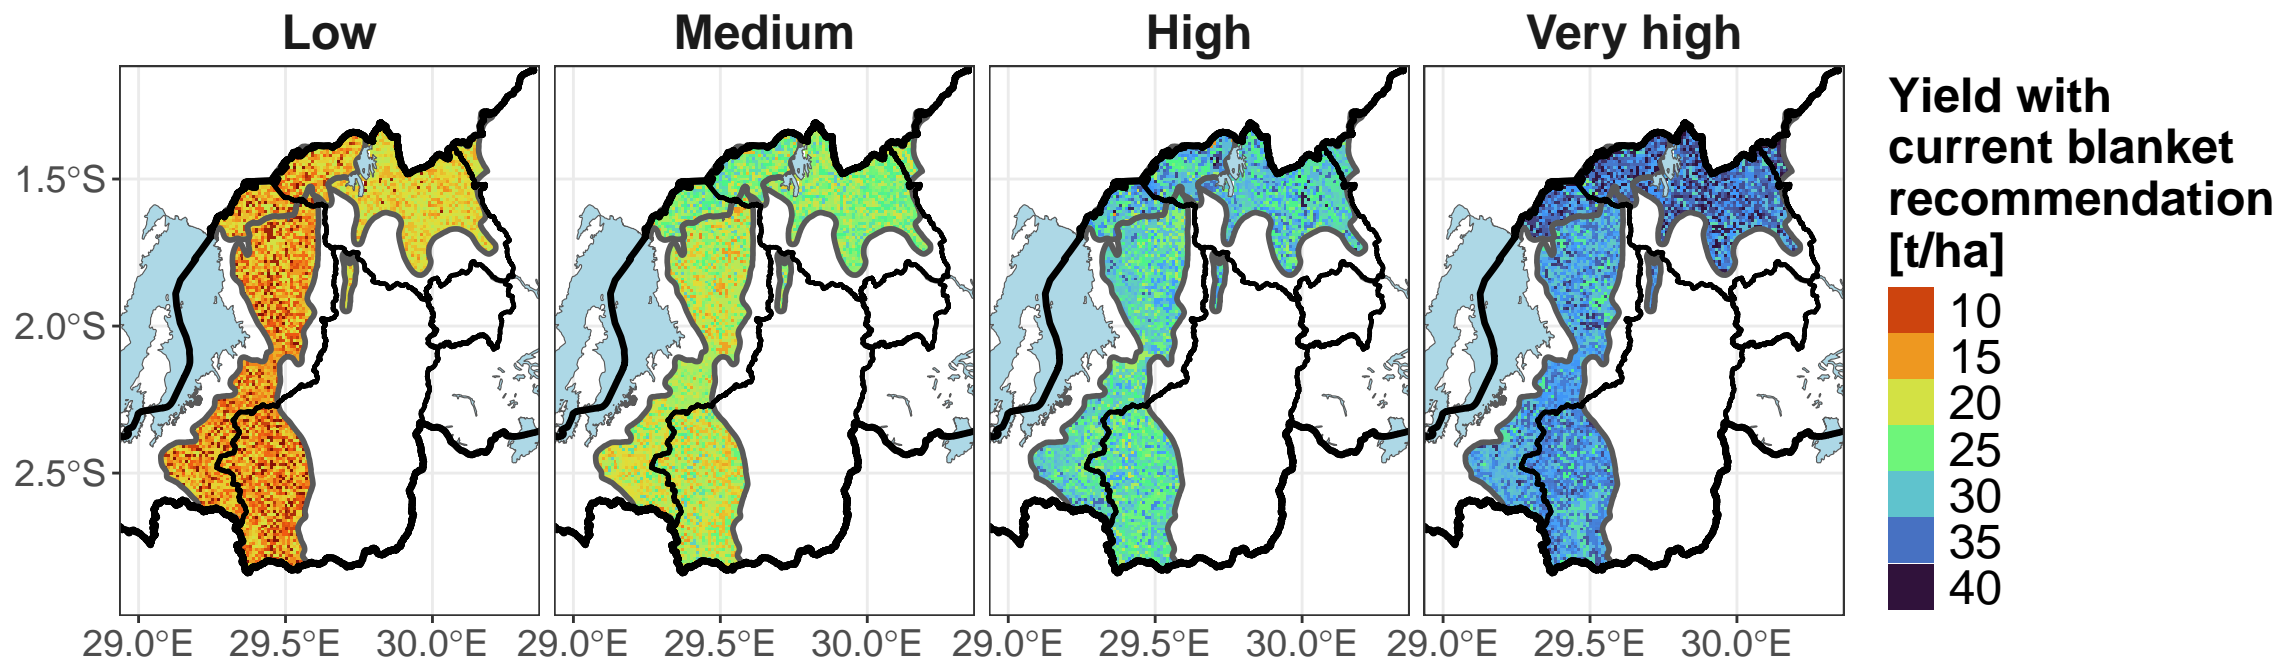 Low Medium High Very high
1.5°S
2.0°S
2.5°S
29.0°E 29.5°E 30.0°E 29.0°E 29.5°E 30.0°E 29.0°E 29.5°E 30.0°E 29.0°E 29.5°E 30.0°E
Yield with
current blanket
recommendation
[t/ha]
10
15
20
25
30
35
40